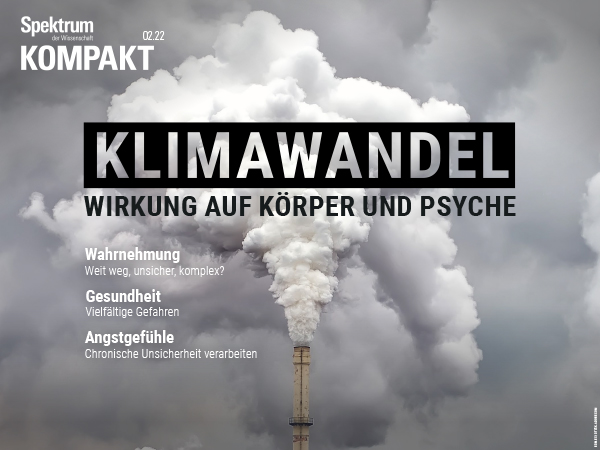 Spektrum
der Wissenschaft
02.22
KOMPAKT
KLIMAWANDEL
WIRKUNG AUF KÖRPER UND PSYCHE
Wahrnehmung
Weit weg, unsicher, komplex?
Gesundheit
Vielfältige Gefahren
Angstgefühle
Chronische Unsicherheit verarbeiten